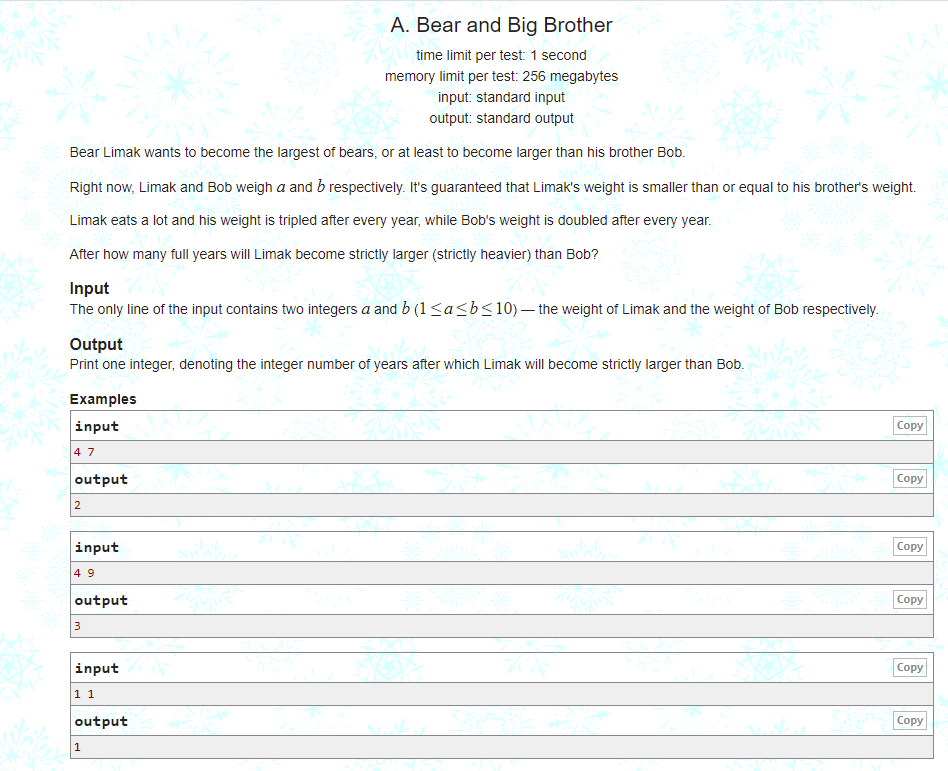 A. Bear and Big Brother
time limit per test: 1 second
memory limit per test: 256 megabytes
input: standard input
output: standard output
Bear Limak wants to become the largest of bears, or at least to become larger than his brother Bob.
Right now, Limak and Bob weigh a and b respectively. It's guaranteed that Limak's weight is smaller than or equal to his brother's weight.
Limak eats a lot and his weight is tripled after every year, while Bob's weight is doubled after every year.
After how many full years will Limak become strictly larger (strictly heavier) than Bob?
Input
The only line of the input contains two integers a and b (1 ≤ a ≤ b ≤ 10) — the weight of Limak and the weight of Bob respectively.
Output
Print one integer, denoting the integer number of years after which Limak will become strictly larger than Bob.
Examples
input Copy
4 7
output Copy
2
input Copy
4 9
output Copy
3
input Copy
1 1
output Copy
1